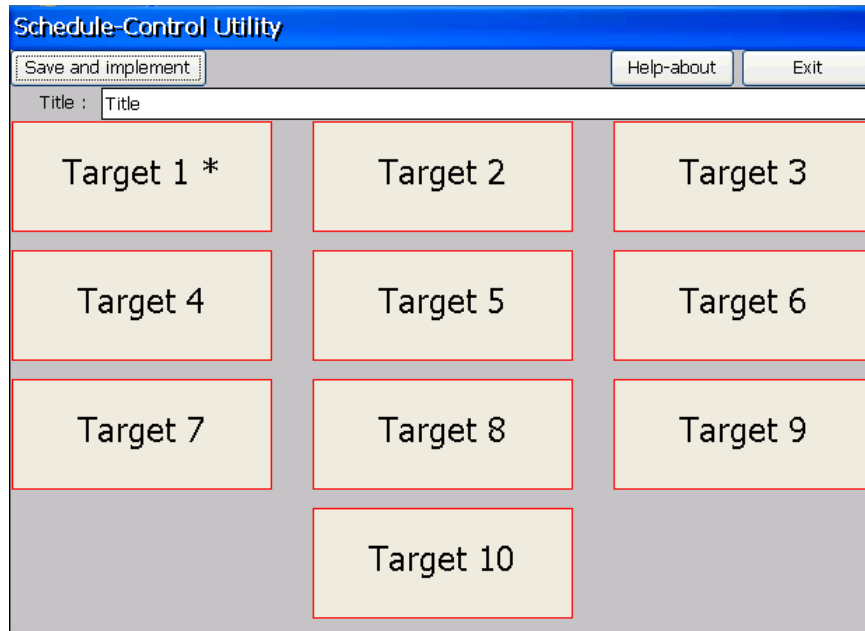 Schedule-Control Utility
Save and implement Help-about Exit
Title : Title
Target 1 * Target 2 Target 3
Target 4 Target 5 Target 6
Target 7 Target 8 Target 9
Target 10